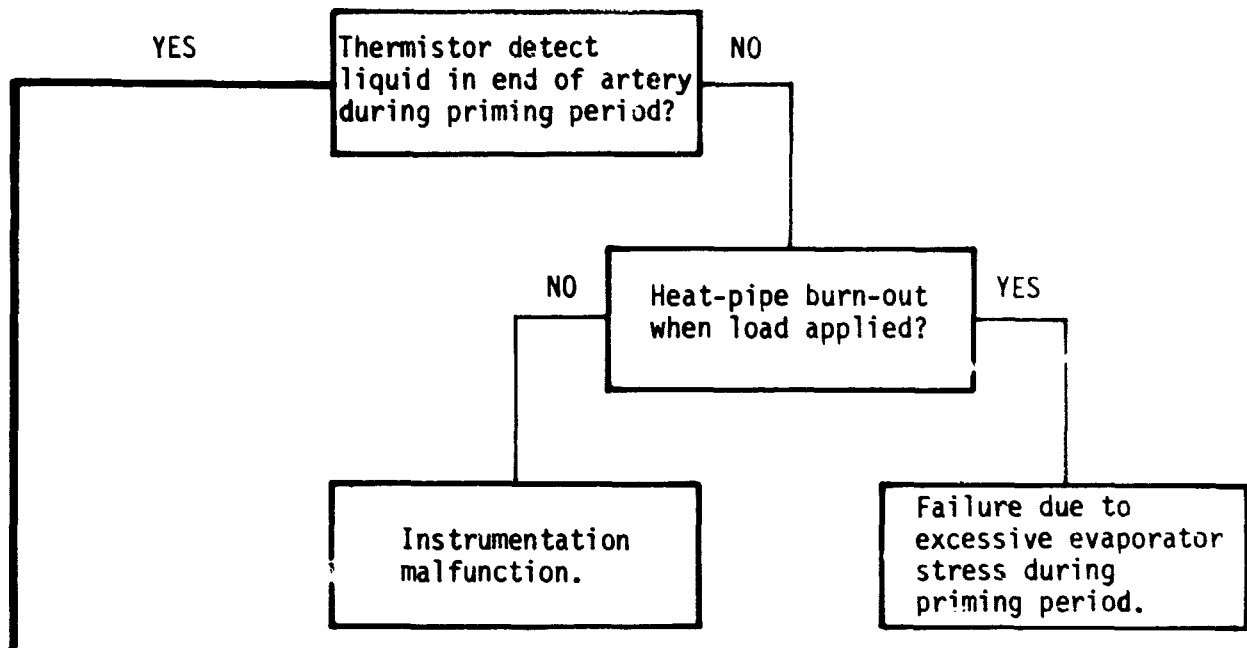 YES
Thermistor detect
liquid in end of artery
during priming period?
NO
NO
Heat-pipe burn-out
when load applied?
YES
Instrumentation
malfunction.
Failure due to
excessive evaporator
stress during
priming period.